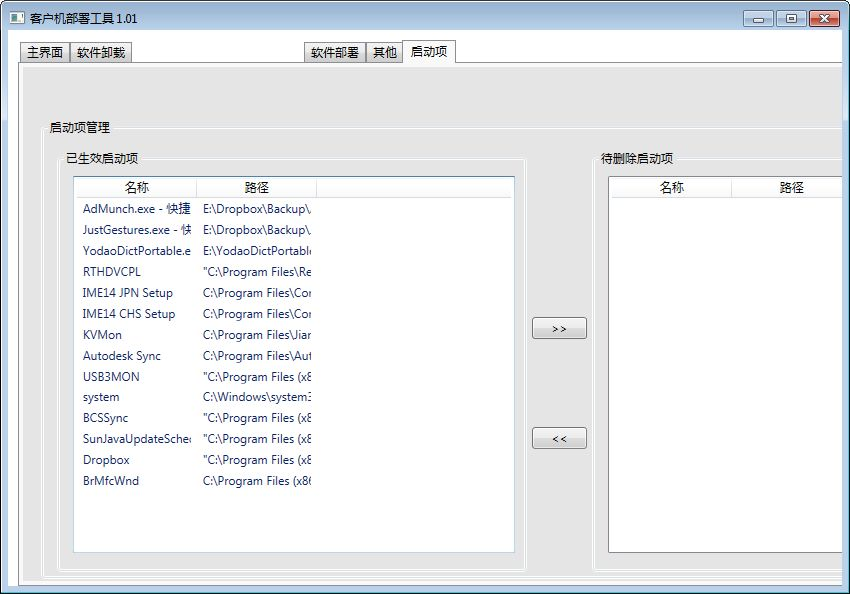 客户机部署工具 1.01
主界面 软件卸载 软件部署 其他 启动项
启动项管理
已生效启动项 待删除启动项
名称 路径 名称 路径
AdMunch.exe - 快捷 E:\Dropbox\Backup\
JustGestures.exe - 快 E:\Dropbox\Backup\
YodaoDictPortable.e E:\YodaoDictPortabl
RTHDVCPL "C:\Program Files\Re
IME14 JPN Setup C:\Program Files\Cor
IME14 CHS Setup C:\Program Files\Cor
>>
KVMon C:\Program Files\Jian
Autodesk Sync C:\Program Files\Aut
USB3MON "C:\Program Files (x8
system C:\Windows\system3
BCSSync "C:\Program Files (x8
SunJavaUpdateSche "C:\Program Files (x8
<<
Dropbox "C:\Program Files (x8
BrMfcWnd C:\Program Files (x86